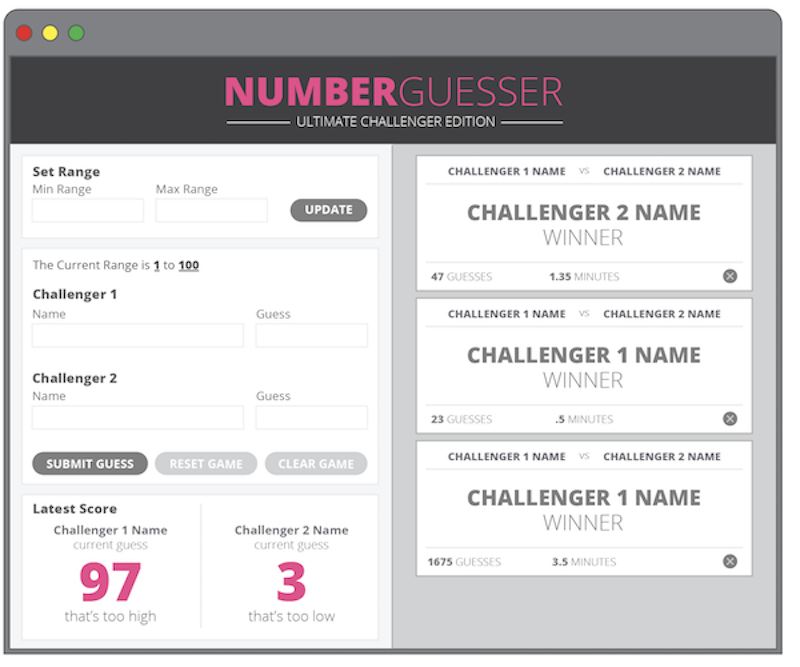 NUMBERGUESSER
ULTIMATE CHALLENGER EDITION
Set Range
Min Range
Max Range
UPDATE
The Current Range is 1 to 100
Challenger 1
Name
Guess
Challenger 2
Name
Guess
SUBMIT GUESS
RESET GAME
CLEAR GAME
Latest Score
Challenger 1 Name
current guess
97
that's too high
Challenger 2 Name
current guess
3
that's too low
CHALLENGER 1 NAME VS CHALLENGER 2 NAME
CHALLENGER 2 NAME
WINNER
47 GUESSES 1.35 MINUTES
CHALLENGER 1 NAME VS CHALLENGER 2 NAME
CHALLENGER 1 NAME
WINNER
23 GUESSES .5 MINUTES
CHALLENGER 1 NAME VS CHALLENGER 2 NAME
CHALLENGER 1 NAME
WINNER
1675 GUESSES 3.5 MINUTES